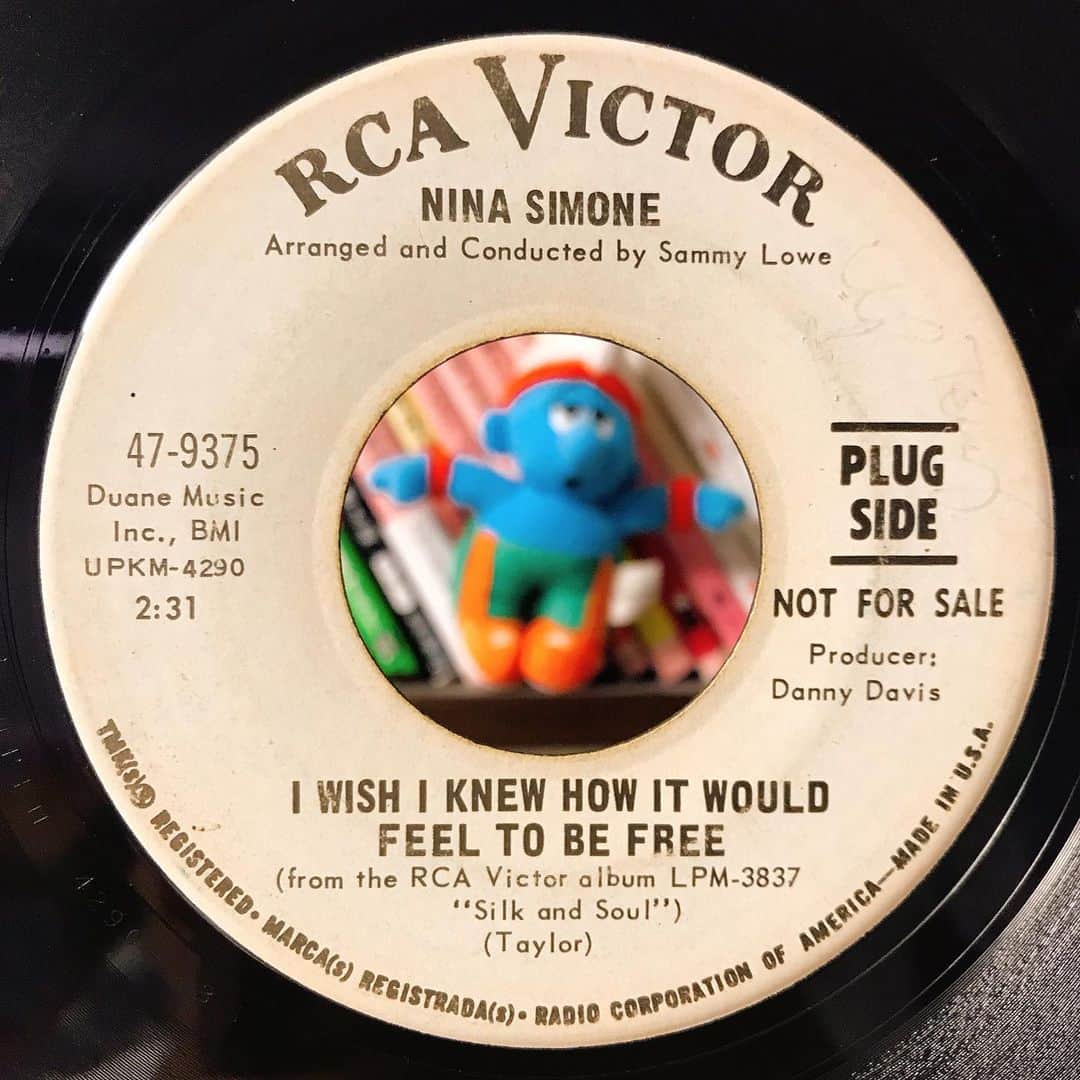 RCA VICTOR
NINA SIMONE
Arranged and Conducted by Sammy Lowe
47-9375
Duane Music
Inc., BMI
UPKM-4290
2:31
PLUG
SIDE
NOT FOR SALE
Producer:
Danny Davis
I WISH I KNEW HOW IT WOULD
FEEL TO BE FREE
(from the RCA Victor album LPM-3837
“Silk and Soul”)
(Taylor)
TMK(s)® REGISTERED • MARCA(s) REGISTRADA(s) • RADIO CORPORATION OF AMERICA—MADE IN U.S.A.